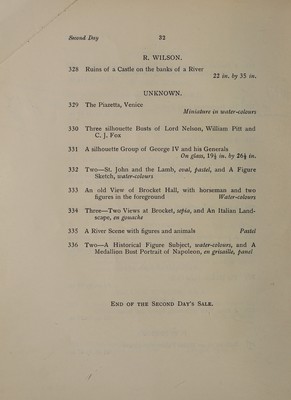 Second Day 32
R. WILSON.
328 Ruins of a Castle on the banks of a River
22 in. by 35 in.
UNKNOWN.
329 The Piazetta, Venice
Miniature in water-colours
330 Three silhouette Boats of Lord Nelson, William Pitt and
C. J. Fox
331 A silhouette Group of George IV and his Generals
On glass, 19½ in. by 26½ in.
332 Two—St. John and the Lamb, oval, pastel, and A Figure
Sketch, water-colours
333 An old View of Brocket Hall, with horseman and two
figures in the foreground Water-colours
334 Three—Two Views at Brocket, sepia, and An Italian Land-
scape, en gouache
335 A River Scene with figures and animals Pastel
336 Two—A Historical Figure Subject, water-colours, and A
Medallion Bust Portrait of Napoleon, en grisaille, panel
END OF THE SECOND DAY'S SALE.